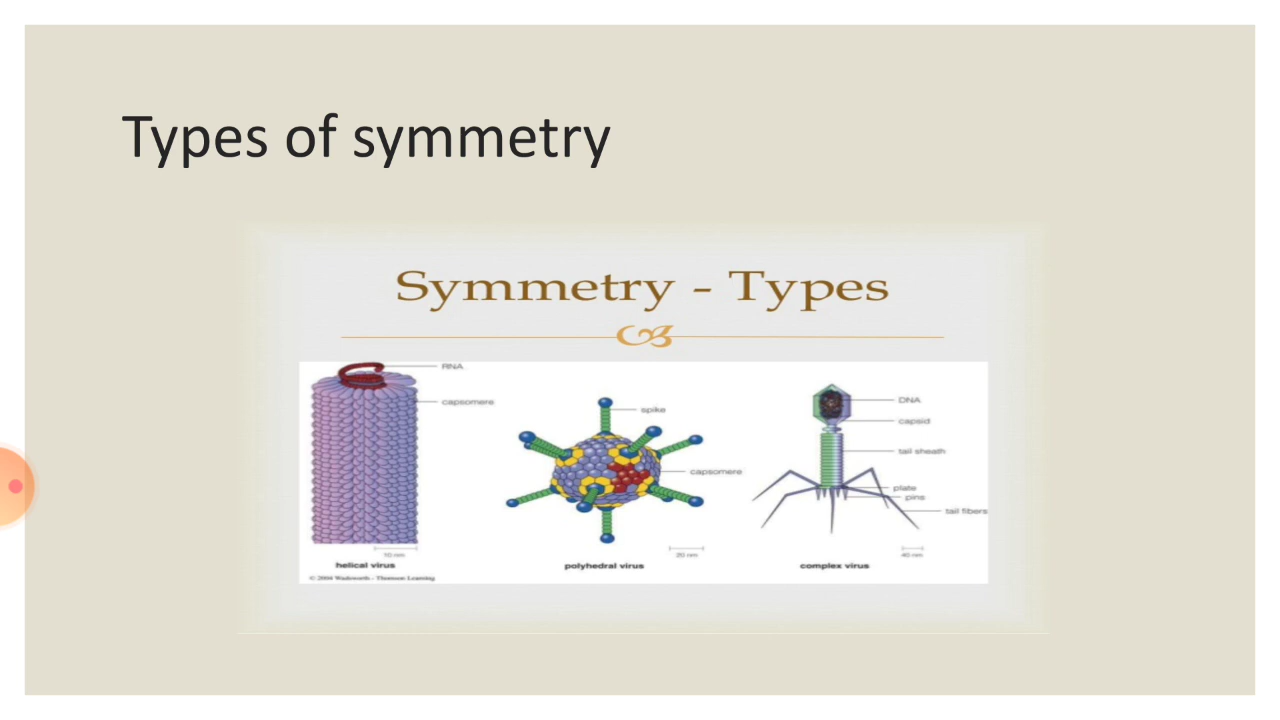 Types of symmetry
Symmetry - Types
RNA
capsomere
10 nm
helical virus
© 2004 Wadsworth - Thomson Learning
spike
capsomere
20 nm
polyhedral virus
DNA
capsid
tail sheath
plate
pins
tail fibers
40 nm
complex virus